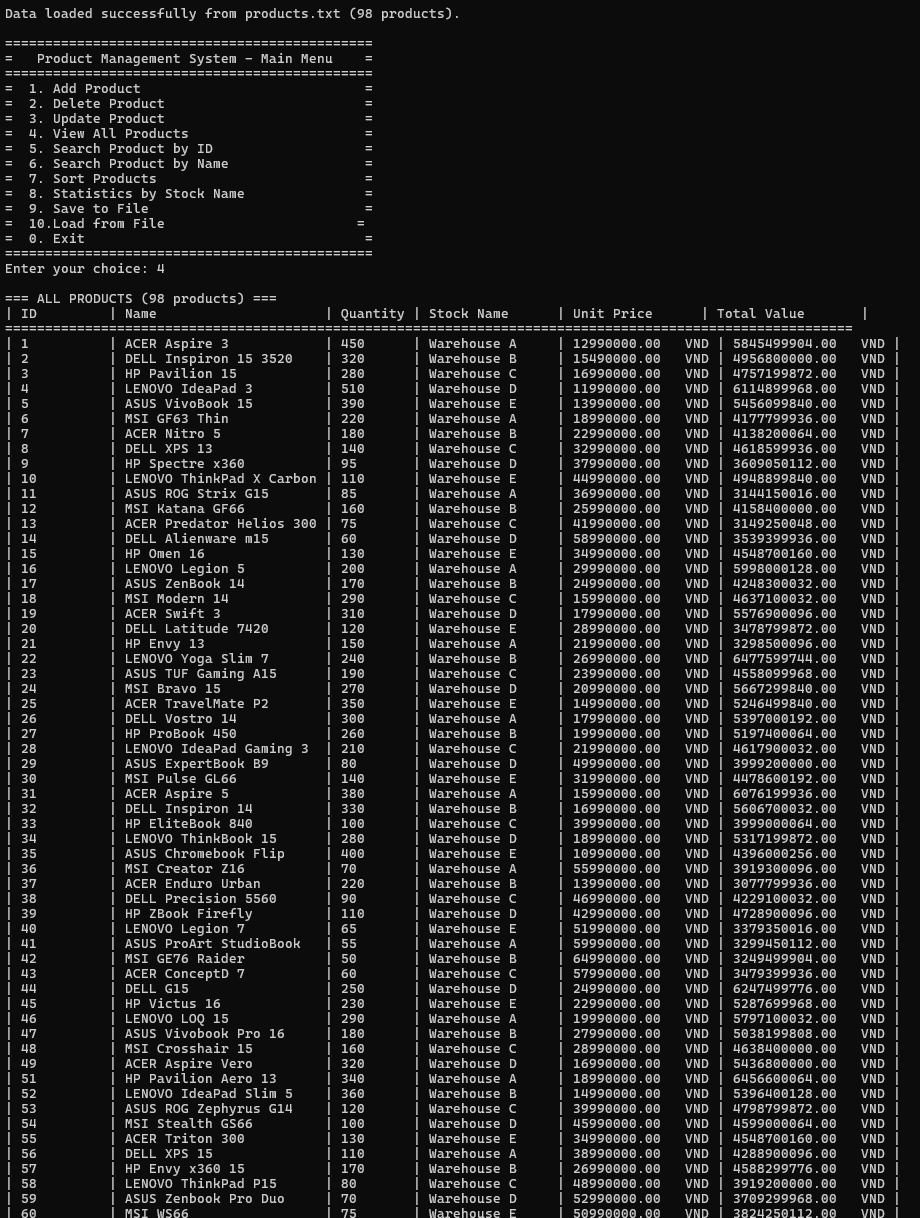 Data loaded successfully from products.txt (98 products).
==============================================
=   Product Management System - Main Menu    =
==============================================
=  1. Add Product                            =
=  2. Delete Product                         =
=  3. Update Product                         =
=  4. View All Products                      =
=  5. Search Product by ID                   =
=  6. Search Product by Name                 =
=  7. Sort Products                          =
=  8. Statistics by Stock Name               =
=  9. Save to File                           =
=  10.Load from File                        =
=  0. Exit                                   =
==============================================
Enter your choice: 4
=== ALL PRODUCTS (98 products) ===
| ID | Name | Quantity | Stock Name | Unit Price | Total Value |
==========================================================================================================
| 1 | ACER Aspire 3 | 450 | Warehouse A | 12990000.00 VND | 5845499904.00 VND |
| 2 | DELL Inspiron 15 3520 | 320 | Warehouse B | 15490000.00 VND | 4956800000.00 VND |
| 3 | HP Pavilion 15 | 280 | Warehouse C | 16990000.00 VND | 4757199872.00 VND |
| 4 | LENOVO IdeaPad 3 | 510 | Warehouse D | 11990000.00 VND | 6114899968.00 VND |
| 5 | ASUS VivoBook 15 | 390 | Warehouse E | 13990000.00 VND | 5456099840.00 VND |
| 6 | MSI GF63 Thin | 220 | Warehouse A | 18990000.00 VND | 4177799936.00 VND |
| 7 | ACER Nitro 5 | 180 | Warehouse B | 22990000.00 VND | 4138200064.00 VND |
| 8 | DELL XPS 13 | 140 | Warehouse C | 32990000.00 VND | 4618599936.00 VND |
| 9 | HP Spectre x360 | 95 | Warehouse D | 37990000.00 VND | 3609050112.00 VND |
| 10 | LENOVO ThinkPad X Carbon | 110 | Warehouse E | 44990000.00 VND | 4948899840.00 VND |
| 11 | ASUS ROG Strix G15 | 85 | Warehouse A | 36990000.00 VND | 3144150016.00 VND |
| 12 | MSI Katana GF66 | 160 | Warehouse B | 25990000.00 VND | 4158400000.00 VND |
| 13 | ACER Predator Helios 300 | 75 | Warehouse C | 41990000.00 VND | 3149250048.00 VND |
| 14 | DELL Alienware m15 | 60 | Warehouse D | 58990000.00 VND | 3539399936.00 VND |
| 15 | HP Omen 16 | 130 | Warehouse E | 34990000.00 VND | 4548700160.00 VND |
| 16 | LENOVO Legion 5 | 200 | Warehouse A | 29990000.00 VND | 5998000128.00 VND |
| 17 | ASUS ZenBook 14 | 170 | Warehouse B | 24990000.00 VND | 4248300032.00 VND |
| 18 | MSI Modern 14 | 290 | Warehouse C | 15990000.00 VND | 4637100032.00 VND |
| 19 | ACER Swift 3 | 310 | Warehouse D | 17990000.00 VND | 5576900096.00 VND |
| 20 | DELL Latitude 7420 | 120 | Warehouse E | 28990000.00 VND | 3478799872.00 VND |
| 21 | HP Envy 13 | 150 | Warehouse A | 21990000.00 VND | 3298500096.00 VND |
| 22 | LENOVO Yoga Slim 7 | 240 | Warehouse B | 26990000.00 VND | 6477599744.00 VND |
| 23 | ASUS TUF Gaming A15 | 190 | Warehouse C | 23990000.00 VND | 4558099968.00 VND |
| 24 | MSI Bravo 15 | 270 | Warehouse D | 20990000.00 VND | 5667299840.00 VND |
| 25 | ACER TravelMate P2 | 350 | Warehouse E | 14990000.00 VND | 5246499840.00 VND |
| 26 | DELL Vostro 14 | 300 | Warehouse A | 17990000.00 VND | 5397000192.00 VND |
| 27 | HP ProBook 450 | 260 | Warehouse B | 19990000.00 VND | 5197400064.00 VND |
| 28 | LENOVO IdeaPad Gaming 3 | 210 | Warehouse C | 21990000.00 VND | 4617900032.00 VND |
| 29 | ASUS ExpertBook B9 | 80 | Warehouse D | 49990000.00 VND | 3999200000.00 VND |
| 30 | MSI Pulse GL66 | 140 | Warehouse E | 31990000.00 VND | 4478600192.00 VND |
| 31 | ACER Aspire 5 | 380 | Warehouse A | 15990000.00 VND | 6076199936.00 VND |
| 32 | DELL Inspiron 14 | 330 | Warehouse B | 16990000.00 VND | 5606700032.00 VND |
| 33 | HP EliteBook 840 | 100 | Warehouse C | 39990000.00 VND | 3999000064.00 VND |
| 34 | LENOVO ThinkBook 15 | 280 | Warehouse D | 18990000.00 VND | 5317199872.00 VND |
| 35 | ASUS Chromebook Flip | 400 | Warehouse E | 10990000.00 VND | 4396000256.00 VND |
| 36 | MSI Creator Z16 | 70 | Warehouse A | 55990000.00 VND | 3919300096.00 VND |
| 37 | ACER Enduro Urban | 220 | Warehouse B | 13990000.00 VND | 3077799936.00 VND |
| 38 | DELL Precision 5560 | 90 | Warehouse C | 46990000.00 VND | 4229100032.00 VND |
| 39 | HP ZBook Firefly | 110 | Warehouse D | 42990000.00 VND | 4728900096.00 VND |
| 40 | LENOVO Legion 7 | 65 | Warehouse E | 51990000.00 VND | 3379350016.00 VND |
| 41 | ASUS ProArt StudioBook | 55 | Warehouse A | 59990000.00 VND | 3299450112.00 VND |
| 42 | MSI GE76 Raider | 50 | Warehouse B | 64990000.00 VND | 3249499904.00 VND |
| 43 | ACER ConceptD 7 | 60 | Warehouse C | 57990000.00 VND | 3479399936.00 VND |
| 44 | DELL G15 | 250 | Warehouse D | 24990000.00 VND | 6247499776.00 VND |
| 45 | HP Victus 16 | 230 | Warehouse E | 22990000.00 VND | 5287699968.00 VND |
| 46 | LENOVO LOQ 15 | 290 | Warehouse A | 19990000.00 VND | 5797100032.00 VND |
| 47 | ASUS Vivobook Pro 16 | 180 | Warehouse B | 27990000.00 VND | 5038199808.00 VND |
| 48 | MSI Crosshair 15 | 160 | Warehouse C | 28990000.00 VND | 4638400000.00 VND |
| 49 | ACER Aspire Vero | 320 | Warehouse D | 16990000.00 VND | 5436800000.00 VND |
| 51 | HP Pavilion Aero 13 | 340 | Warehouse A | 18990000.00 VND | 6456600064.00 VND |
| 52 | LENOVO IdeaPad Slim 5 | 360 | Warehouse B | 14990000.00 VND | 5396400128.00 VND |
| 53 | ASUS ROG Zephyrus G14 | 120 | Warehouse C | 39990000.00 VND | 4798799872.00 VND |
| 54 | MSI Stealth GS66 | 100 | Warehouse D | 45990000.00 VND | 4599000064.00 VND |
| 55 | ACER Triton 300 | 130 | Warehouse E | 34990000.00 VND | 4548700160.00 VND |
| 56 | DELL XPS 15 | 110 | Warehouse A | 38990000.00 VND | 4288900096.00 VND |
| 57 | HP Envy x360 15 | 170 | Warehouse B | 26990000.00 VND | 4588299776.00 VND |
| 58 | LENOVO ThinkPad P15 | 80 | Warehouse C | 48990000.00 VND | 3919200000.00 VND |
| 59 | ASUS Zenbook Pro Duo | 70 | Warehouse D | 52990000.00 VND | 3709299968.00 VND |
| 60 | MSI WS66 | 75 | Warehouse E | 50990000.00 VND | 3824250112.00 VND |